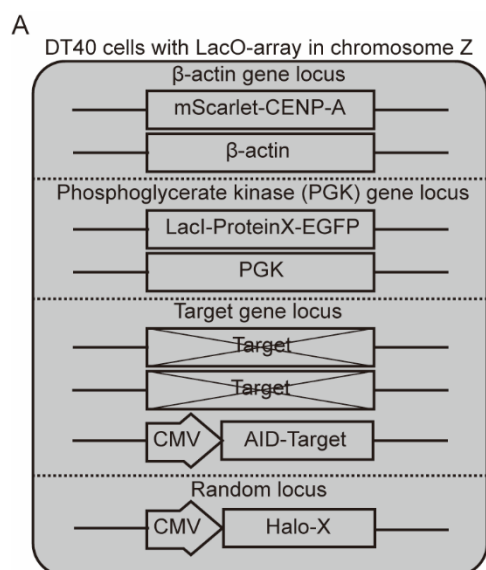 A
DT40 cells with LacO-array in chromosome Z
β-actin gene locus
mScarlet-CENP-A
β-actin
Phosphoglycerate kinase (PGK) gene locus
LacI-ProteinX-EGFP
PGK
Target gene locus
Target
Target
CMV AID-Target
Random locus
CMV Halo-X